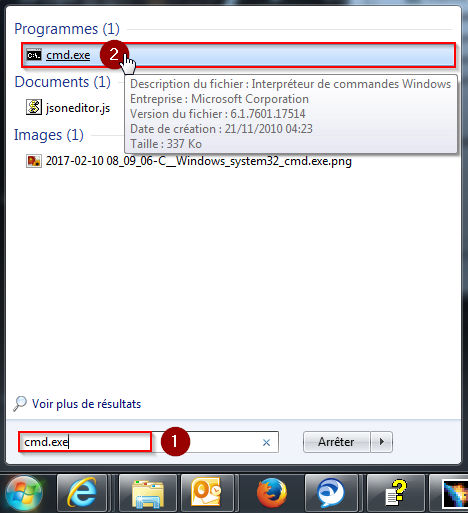 Programmes (1)
cmd.exe
2
Documents (1)
jsoneditor.js
Description du fichier : Interpréteur de commandes Windows
Entreprise : Microsoft Corporation
Version du fichier : 6.1.7601.17514
Date de création : 21/11/2010 04:23
Taille : 337 Ko
Images (1)
2017-02-10 08_09_06-C__Windows_system32_cmd.exe.png
Voir plus de résultats
cmd.exe
1
Arrêter